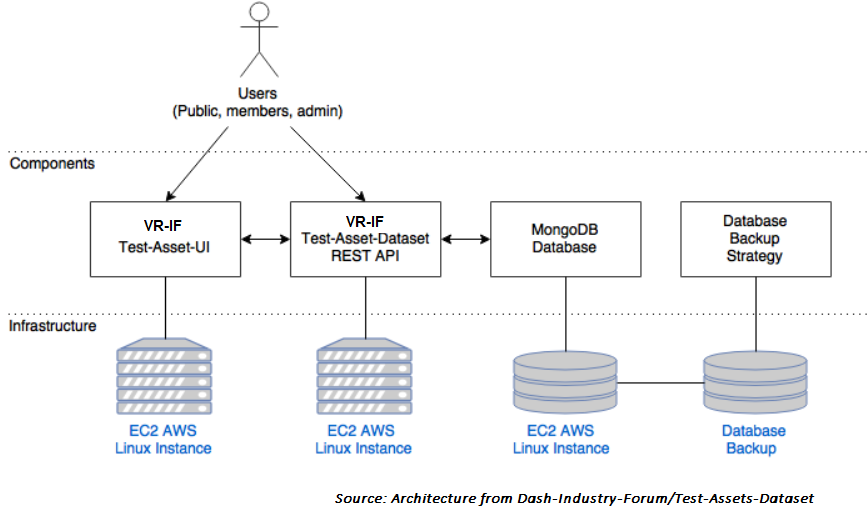 Users
(Public, members, admin)
Components
VR-IF
Test-Asset-UI
VR-IF
Test-Asset-Dataset
REST API
MongoDB
Database
Database
Backup
Strategy
Infrastructure
EC2 AWS
Linux Instance
EC2 AWS
Linux Instance
EC2 AWS
Linux Instance
Database
Backup
Source: Architecture from Dash-Industry-Forum/Test-Assets-Dataset